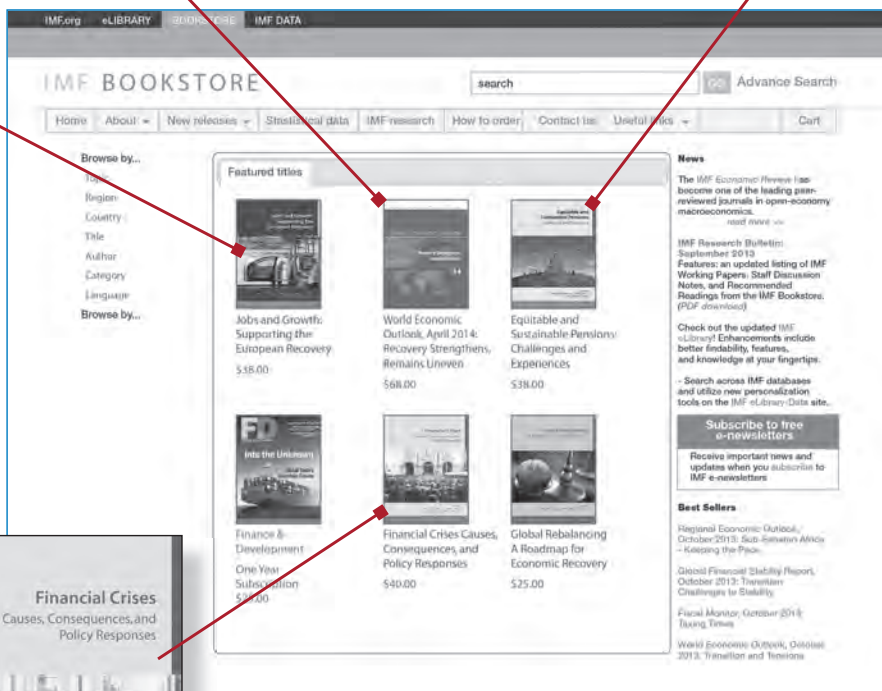 IMF.org eLIBRARY BOOKSTORE IMF DATA
IMF BOOKSTORE
search
GO Advance Search
Home About New releases Stastistical data IMF research How to order Contact us Useful links Cart
Browse by...
Topic
Region
Country
Title
Author
Category
Language
Browse by...
Featured titles
Jobs and Growth:
Supporting the
European Recovery
$38.00
World Economic
Outlook, April 2014:
Recovery Strengthens,
Remains Uneven
$68.00
Equitable and
Sustainable Pensions:
Challenges and
Experiences
$38.00
FD
Into the Unknown
Finance &
Development
One Year
Subscription
Financial Crises Causes,
Consequences, and
Policy Responses
$40.00
Global Rebalancing
A Roadmap for
Economic Recovery
$25.00
News
The IMF Economic Review has
become one of the leading peer-
reviewed journals in open-economy
macroeconomics.
read more >>
IMF Research Bulletin:
September 2013
Features: an updated listing of IMF
Working Papers, Staff Discussion
Notes, and Recommended
Readings from the IMF Bookstore.
(PDF download)
Check out the updated IMF
eLibrary! Enhancements include
better findability, features,
and knowledge at your fingertips.
- Search across IMF databases
and utilize new personalization
tools on the IMF eLibrary-Data site.
Subscribe to free
e-newsletters
Receive important news and
updates when you subscribe to
IMF e-newsletters
Best Sellers
Regional Economic Outlook,
October 2013: Sub-Saharan Africa
- Keeping the Pace
Global Financial Stability Report,
October 2013: Transition
Challenges to Stability
Fiscal Monitor, October 2013:
Taxing Times
World Economic Outlook, October
2013: Transition and Tensions
Financial Crises
Causes, Consequences, and
Policy Responses